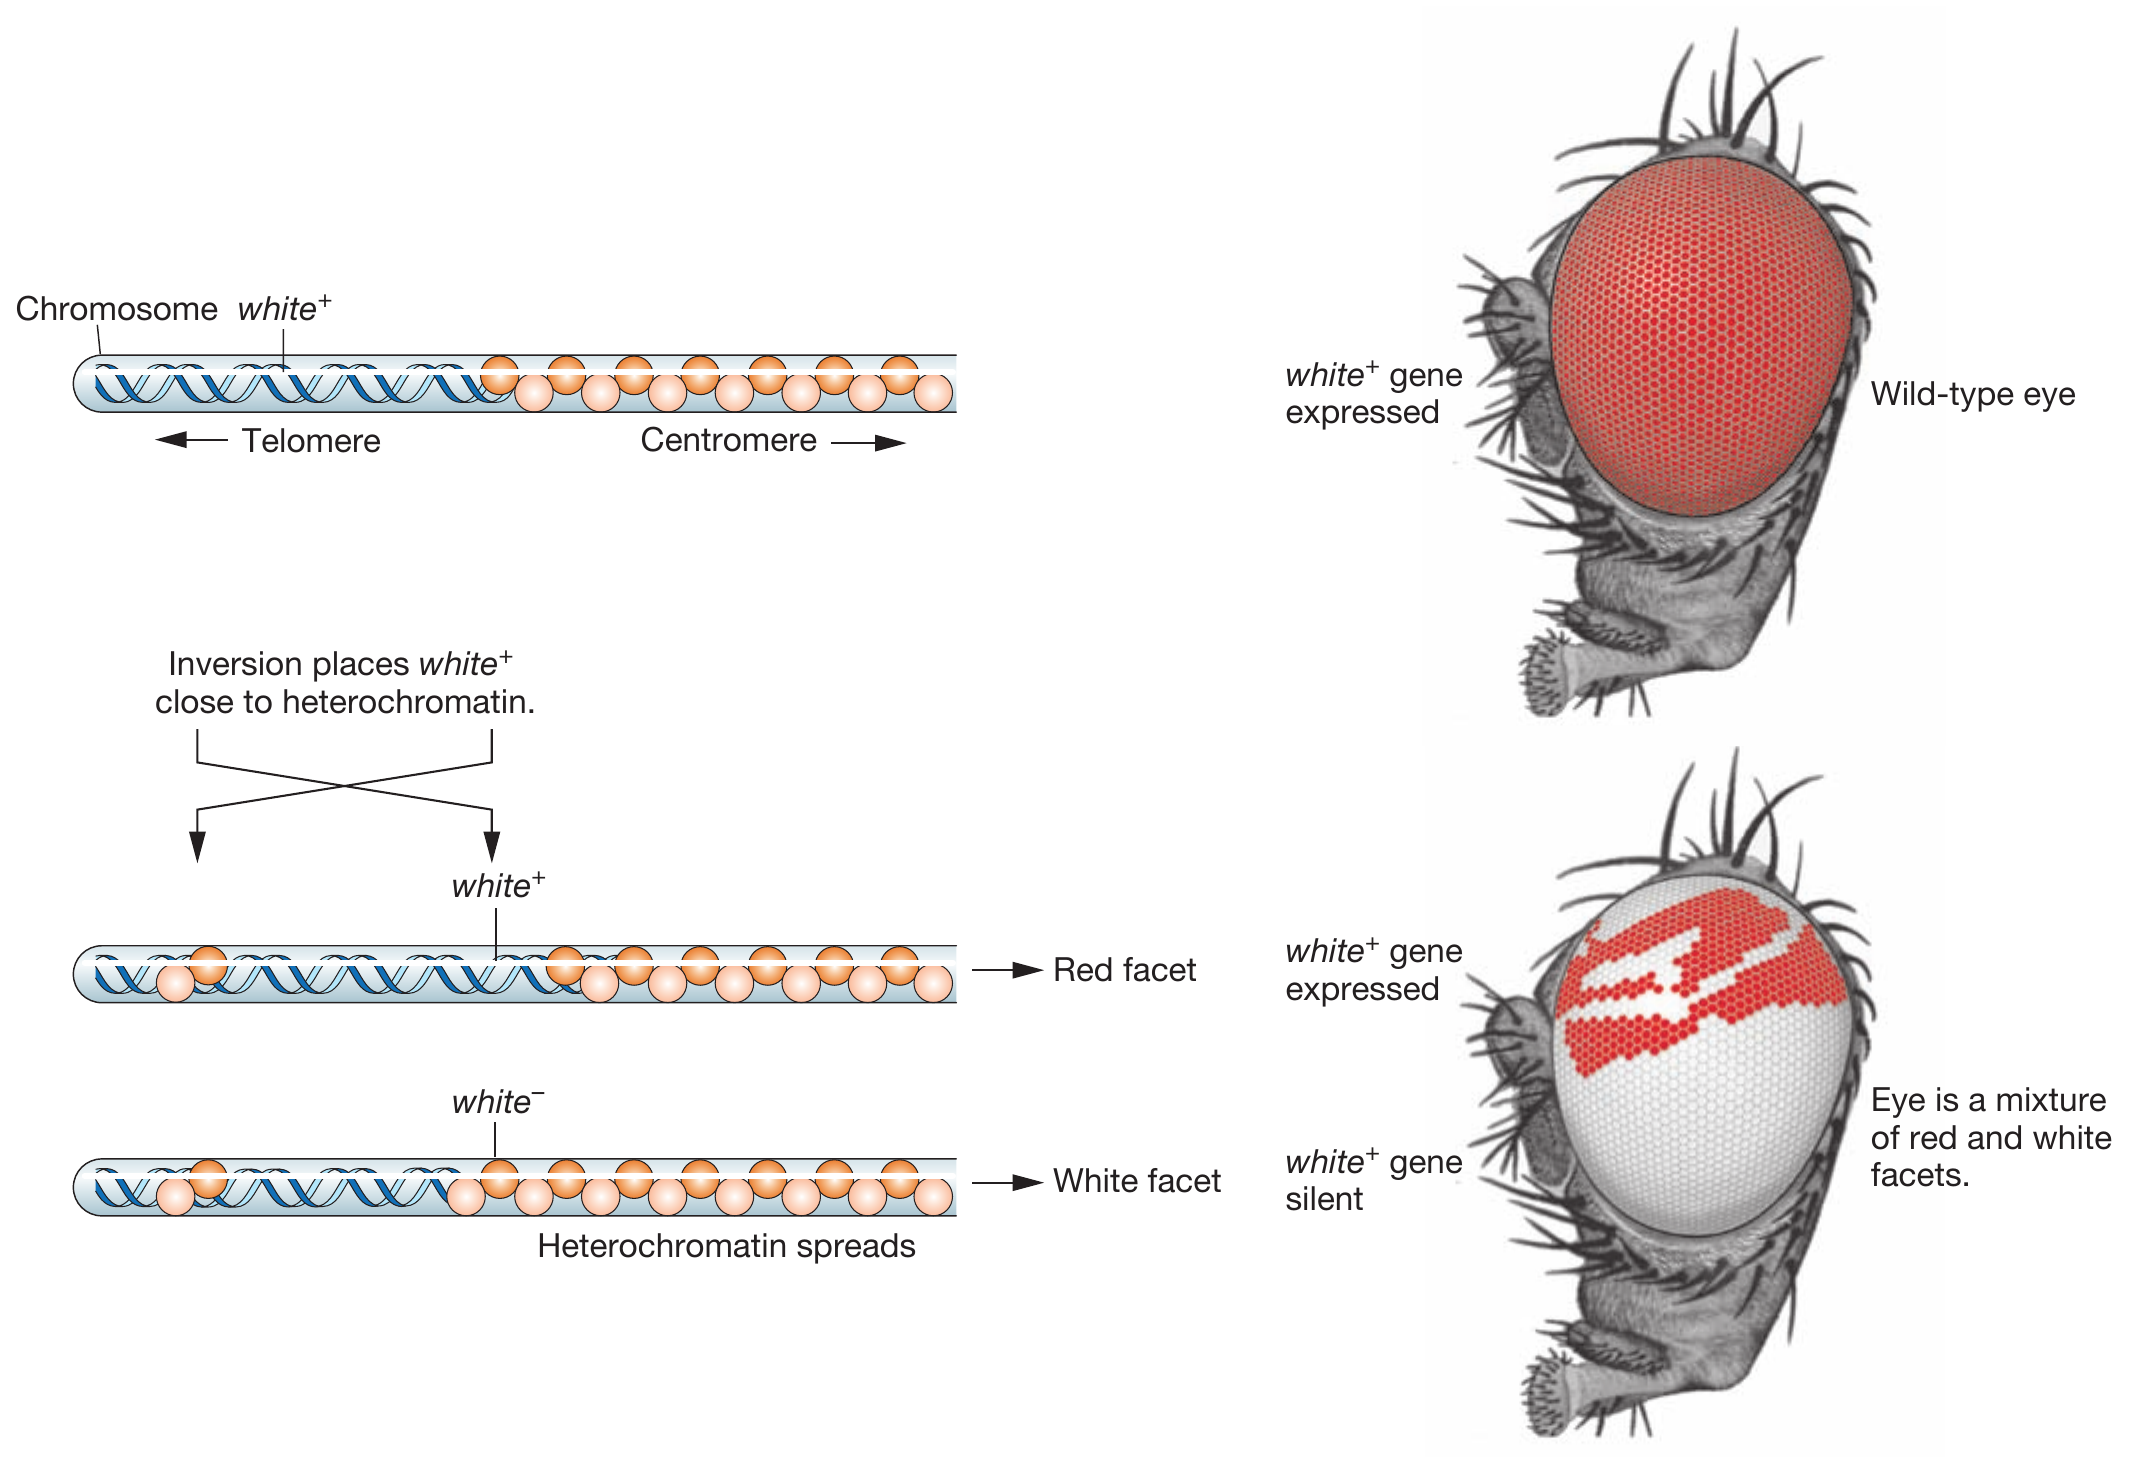 Chromosome white⁺
Telomere
Centromere
white⁺ gene
expressed
Wild-type eye
Inversion places white⁺
close to heterochromatin.
white⁺
Red facet
white⁺ gene
expressed
white⁻
White facet
Heterochromatin spreads
white⁺ gene
silent
Eye is a mixture
of red and white
facets.